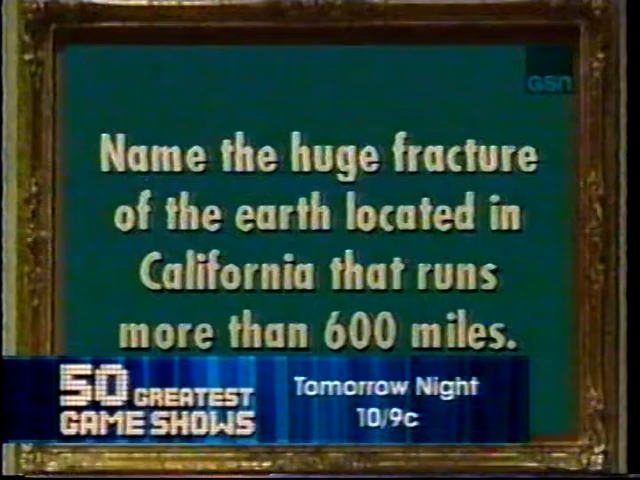 GSN
Name the huge fracture
of the earth located in
California that runs
more than 600 miles.
50 GREATEST
GAME SHOWS
Tomorrow Night
10/9c